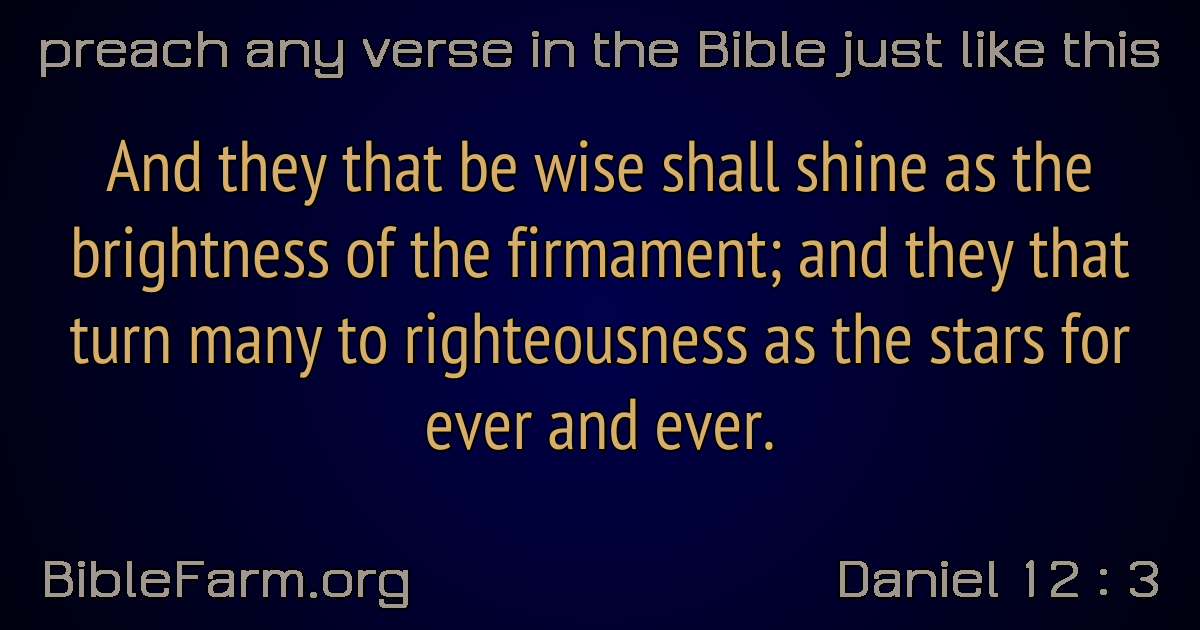 preach any verse in the Bible just like this
And they that be wise shall shine as the
brightness of the firmament; and they that
turn many to righteousness as the stars for
ever and ever.
BibleFarm.org
Daniel 12 : 3